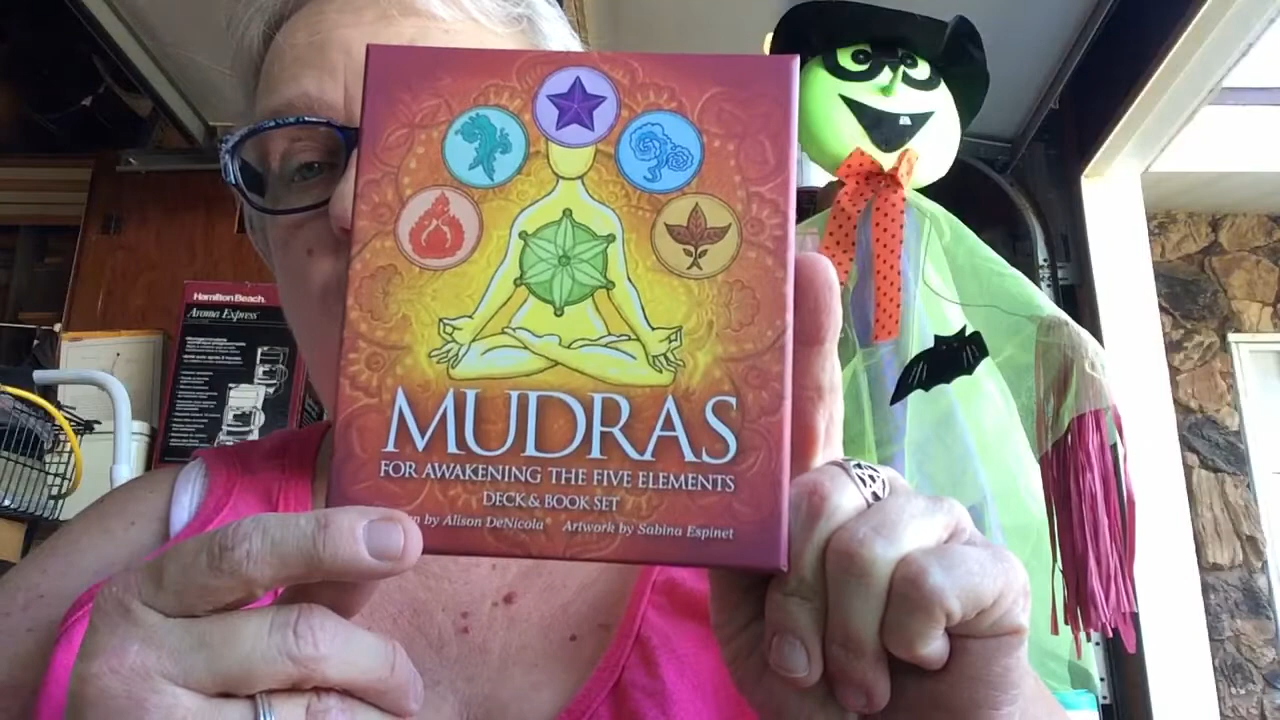 MUDRAS
FOR AWAKENING THE FIVE ELEMENTS
DECK & BOOK SET
by Alison DeNicola Artwork by Sabina Espinet
Hamilton Beach
Aroma Express